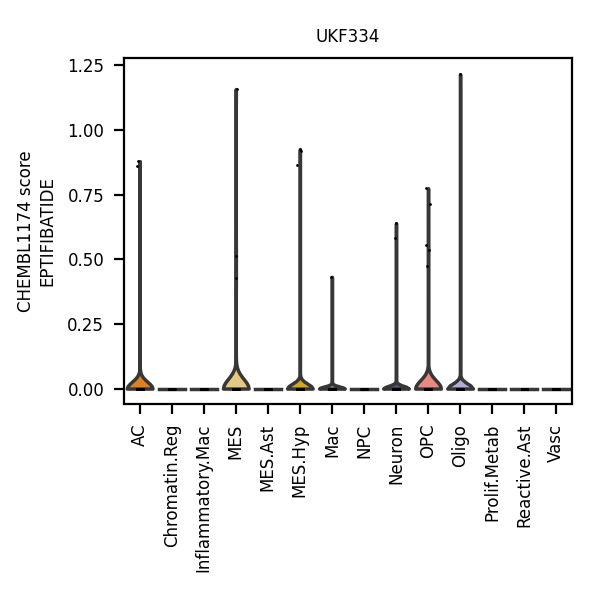 UKF334
CHEMBL1174 score
EPTIFIBATIDE
1.25
1.00
0.75
0.50
0.25
0.00
AC
Chromatin.Reg
Inflammatory.Mac
MES
MES.Ast
MES.Hyp
Mac
NPC
Neuron
OPC
Oligo
Prolif.Metab
Reactive.Ast
Vasc